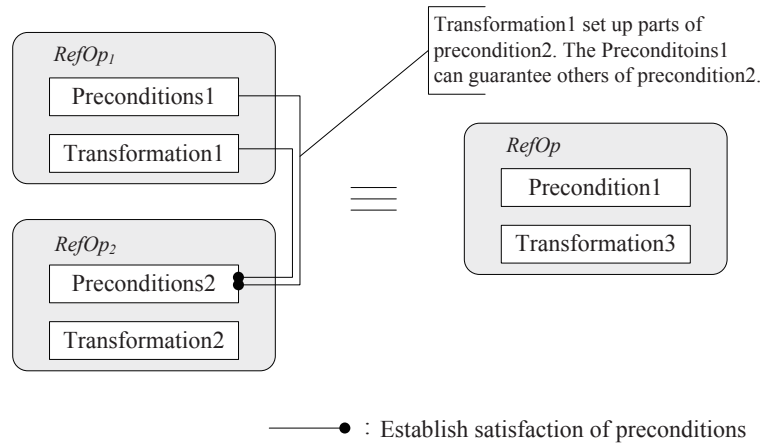 Transformation1 set up parts of
precondition2. The Preconditoins1
can guarantee others of precondition2.
RefOp1
Preconditions1
Transformation1
RefOp2
Preconditions2
Transformation2
RefOp
Precondition1
Transformation3
: Establish satisfaction of preconditions